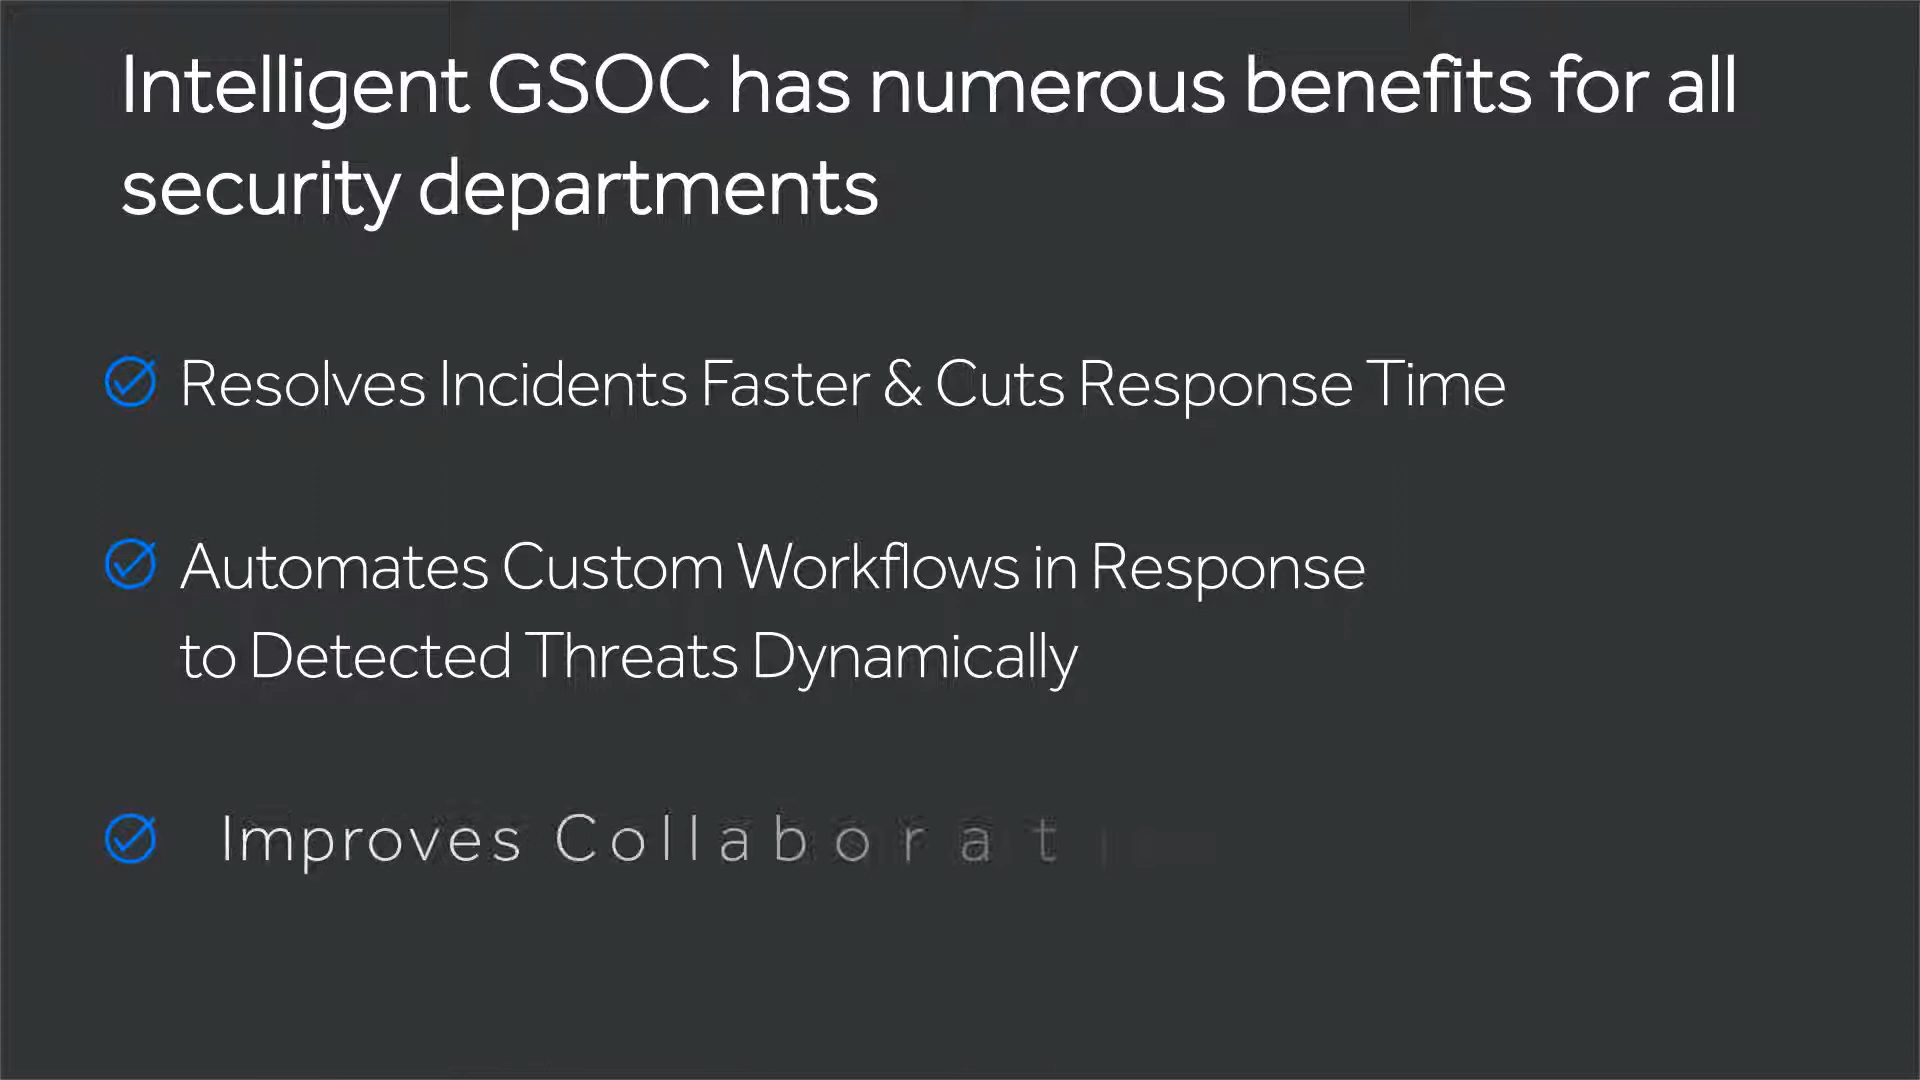 Intelligent GSOC has numerous benefits for all
security departments
Resolves Incidents Faster & Cuts Response Time
Automates Custom Workflows in Response
to Detected Threats Dynamically
Improves Collaborat